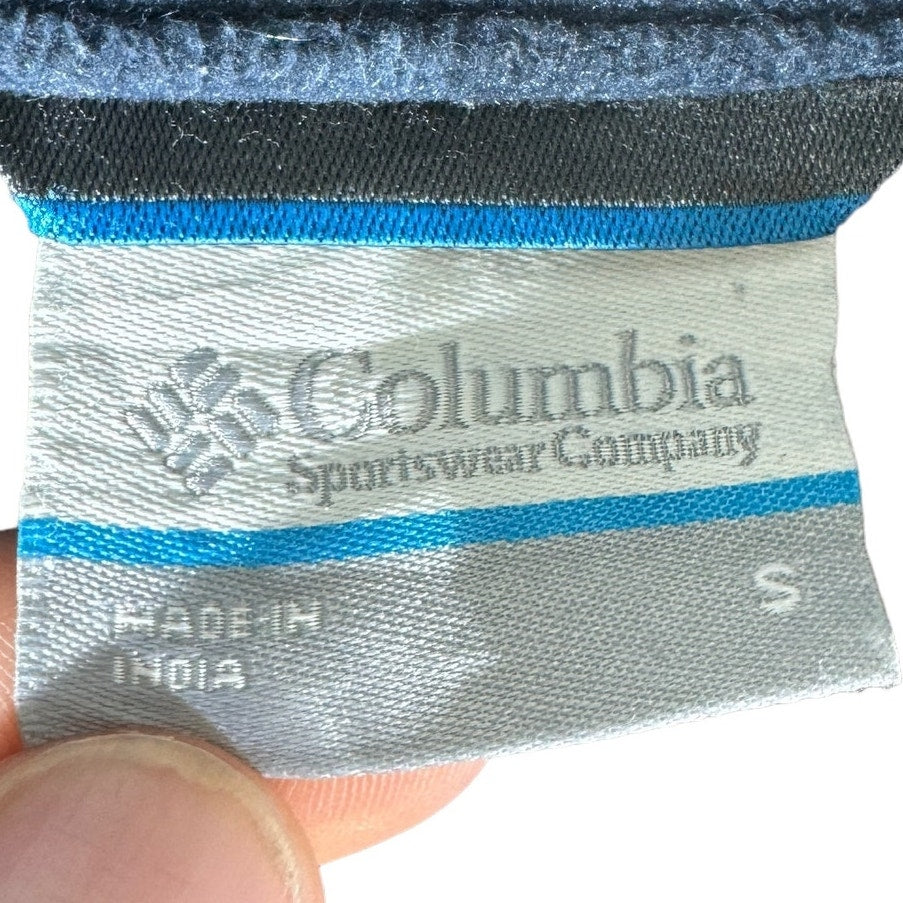 Columbia
Sportswear Company
S
MADE IN
INDIA